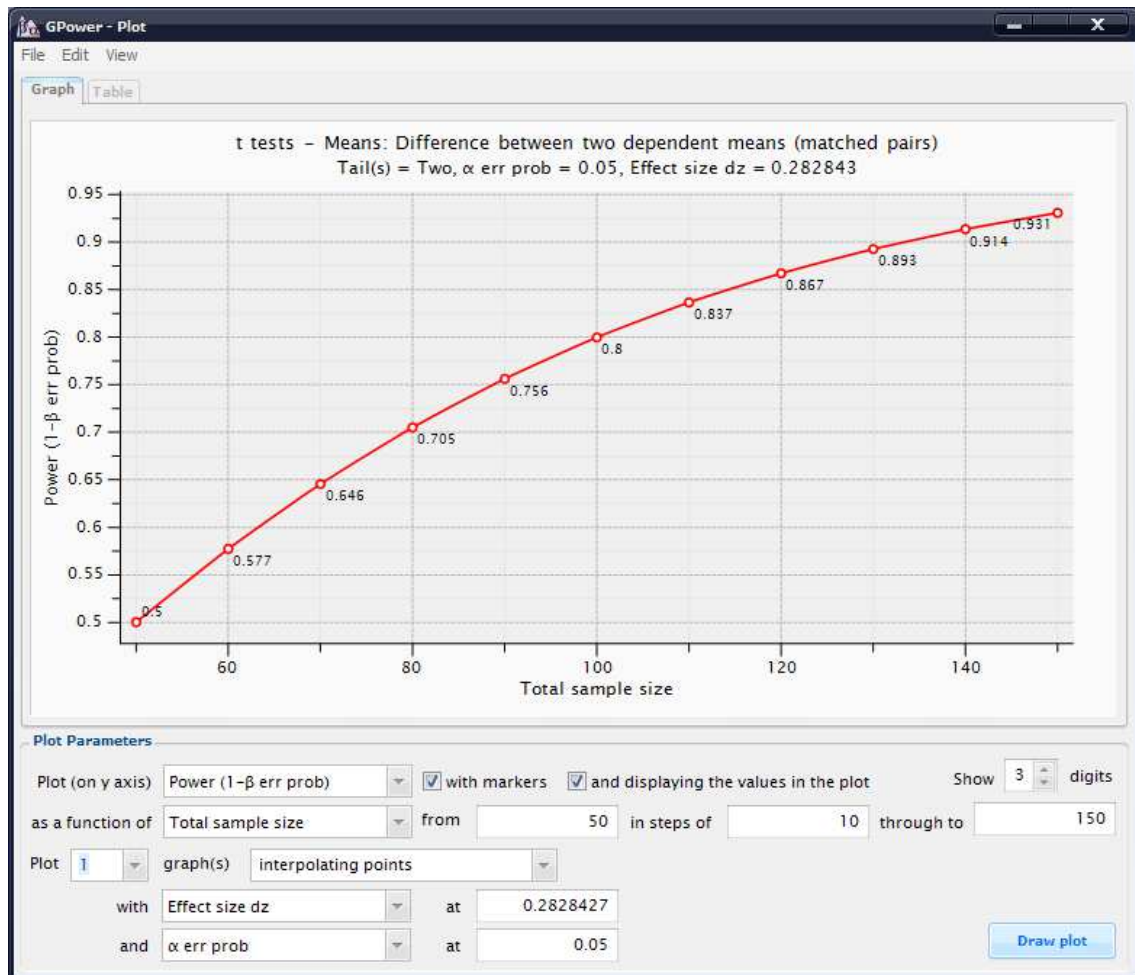 GPower - Plot
File Edit View
Graph Table
t tests – Means: Difference between two dependent means (matched pairs)
Tail(s) = Two, α err prob = 0.05, Effect size dz = 0.282843
0.95
0.9
0.85
0.8
0.75
0.7
0.65
0.6
0.55
0.5
Power (1-β err prob)
0.5
0.577
0.646
0.705
0.756
0.8
0.837
0.867
0.893
0.914
0.931
60 80 100 120 140
Total sample size
Plot Parameters
Plot (on y axis) Power (1-β err prob) with markers and displaying the values in the plot Show 3 digits
as a function of Total sample size from 50 in steps of 10 through to 150
Plot 1 graph(s) interpolating points
with Effect size dz at 0.2828427
and α err prob at 0.05
Draw plot